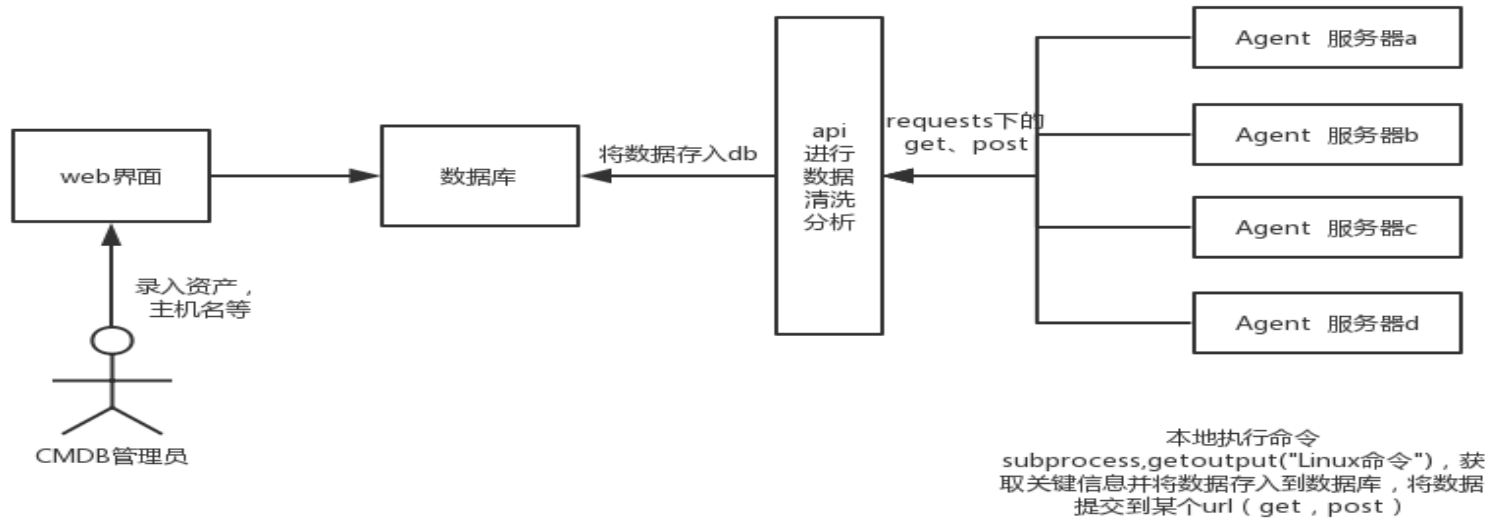 Agent 服务器a
Agent 服务器b
Agent 服务器c
Agent 服务器d
requests下的
get、post
api
进行
数据
清洗
分析
将数据存入db
数据库
web界面
录入资产，
主机名等
CMDB管理员
本地执行命令
subprocess,getoutput("Linux命令")，获
取关键信息并将数据存入到数据库，将数据
提交到某个url（get，post）